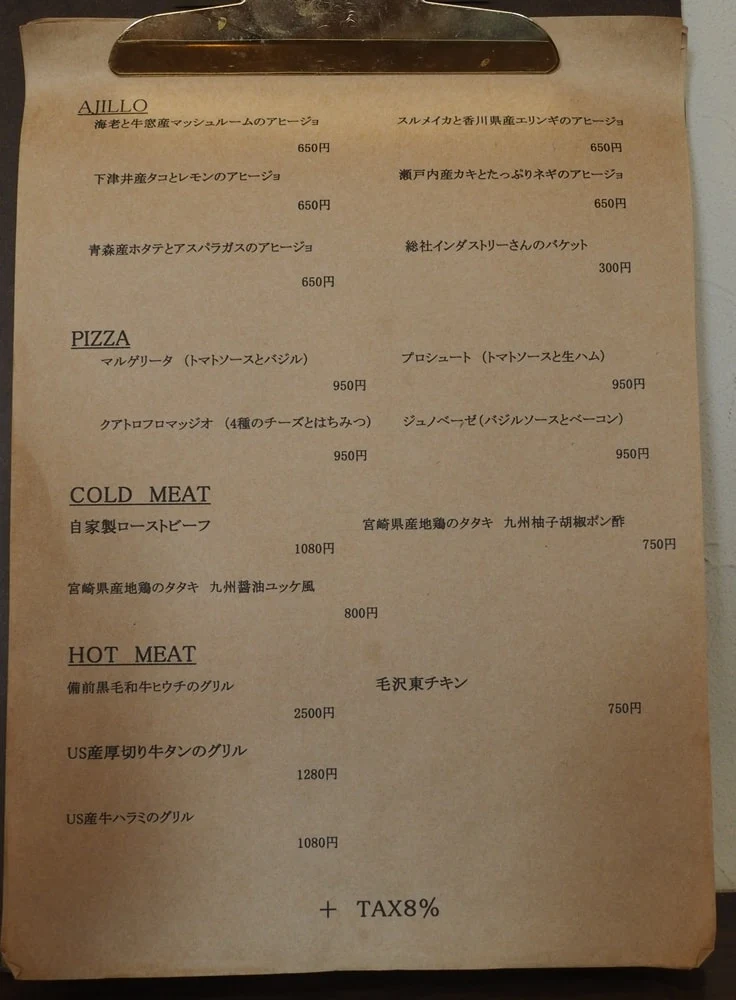 AJILLO
海老と牛窓産マッシュルームのアヒージョ
650円
スルメイカと香川県産エリンギのアヒージョ
650円
下津井産タコとレモンのアヒージョ
650円
瀬戸内産カキとたっぷりネギのアヒージョ
650円
青森産ホタテとアスパラガスのアヒージョ
650円
総社インダストリーさんのバケット
300円
PIZZA
マルゲリータ （トマトソースとバジル）
950円
プロシュート （トマトソースと生ハム）
950円
クアトロフロマッジオ （4種のチーズとはちみつ）
950円
ジェノベーゼ（バジルソースとベーコン）
950円
COLD MEAT
自家製ローストビーフ
1080円
宮崎県産地鶏のタタキ 九州柚子胡椒ポン酢
750円
宮崎県産地鶏のタタキ 九州醤油ユッケ風
800円
HOT MEAT
備前黒毛和牛ヒウチのグリル
2500円
毛沢東チキン
750円
US産厚切り牛タンのグリル
1280円
US産牛ハラミのグリル
1080円
＋ TAX8％